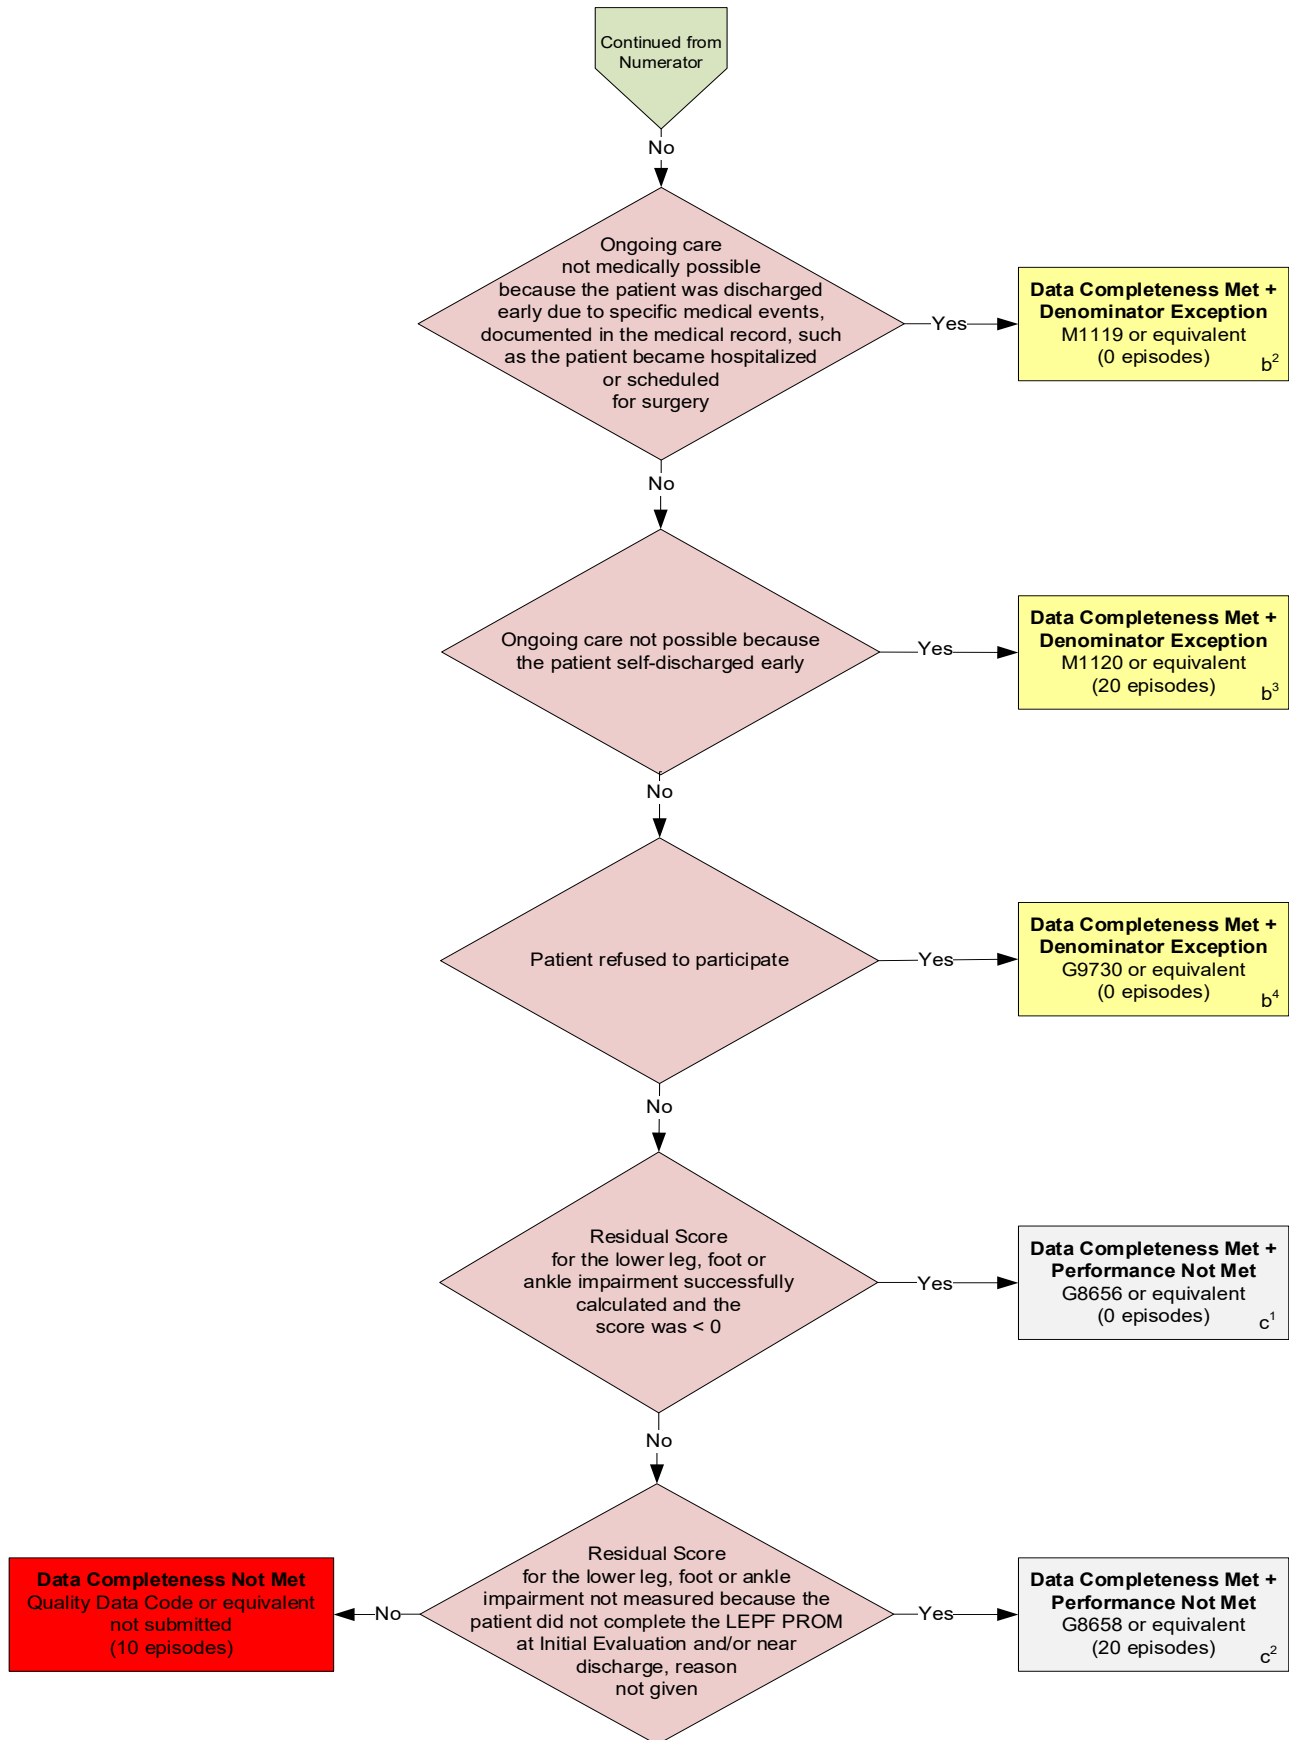 Continued from
Numerator
No
Ongoing care
not medically possible
because the patient was discharged
early due to specific medical events,
documented in the medical record, such
as the patient became hospitalized
or scheduled
for surgery
Yes
Data Completeness Met +
Denominator Exception
M1119 or equivalent
(0 episodes)
b²
No
Ongoing care not possible because
the patient self-discharged early
Yes
Data Completeness Met +
Denominator Exception
M1120 or equivalent
(20 episodes)
b³
No
Patient refused to participate
Yes
Data Completeness Met +
Denominator Exception
G9730 or equivalent
(0 episodes)
b⁴
No
Residual Score
for the lower leg, foot or
ankle impairment successfully
calculated and the
score was < 0
Yes
Data Completeness Met +
Performance Not Met
G8656 or equivalent
(0 episodes)
c¹
No
Residual Score
for the lower leg, foot or ankle
impairment not measured because the
patient did not complete the LEPF PROM
at Initial Evaluation and/or near
discharge, reason
not given
Yes
Data Completeness Met +
Performance Not Met
G8658 or equivalent
(20 episodes)
c²
No
Data Completeness Not Met
Quality Data Code or equivalent
not submitted
(10 episodes)